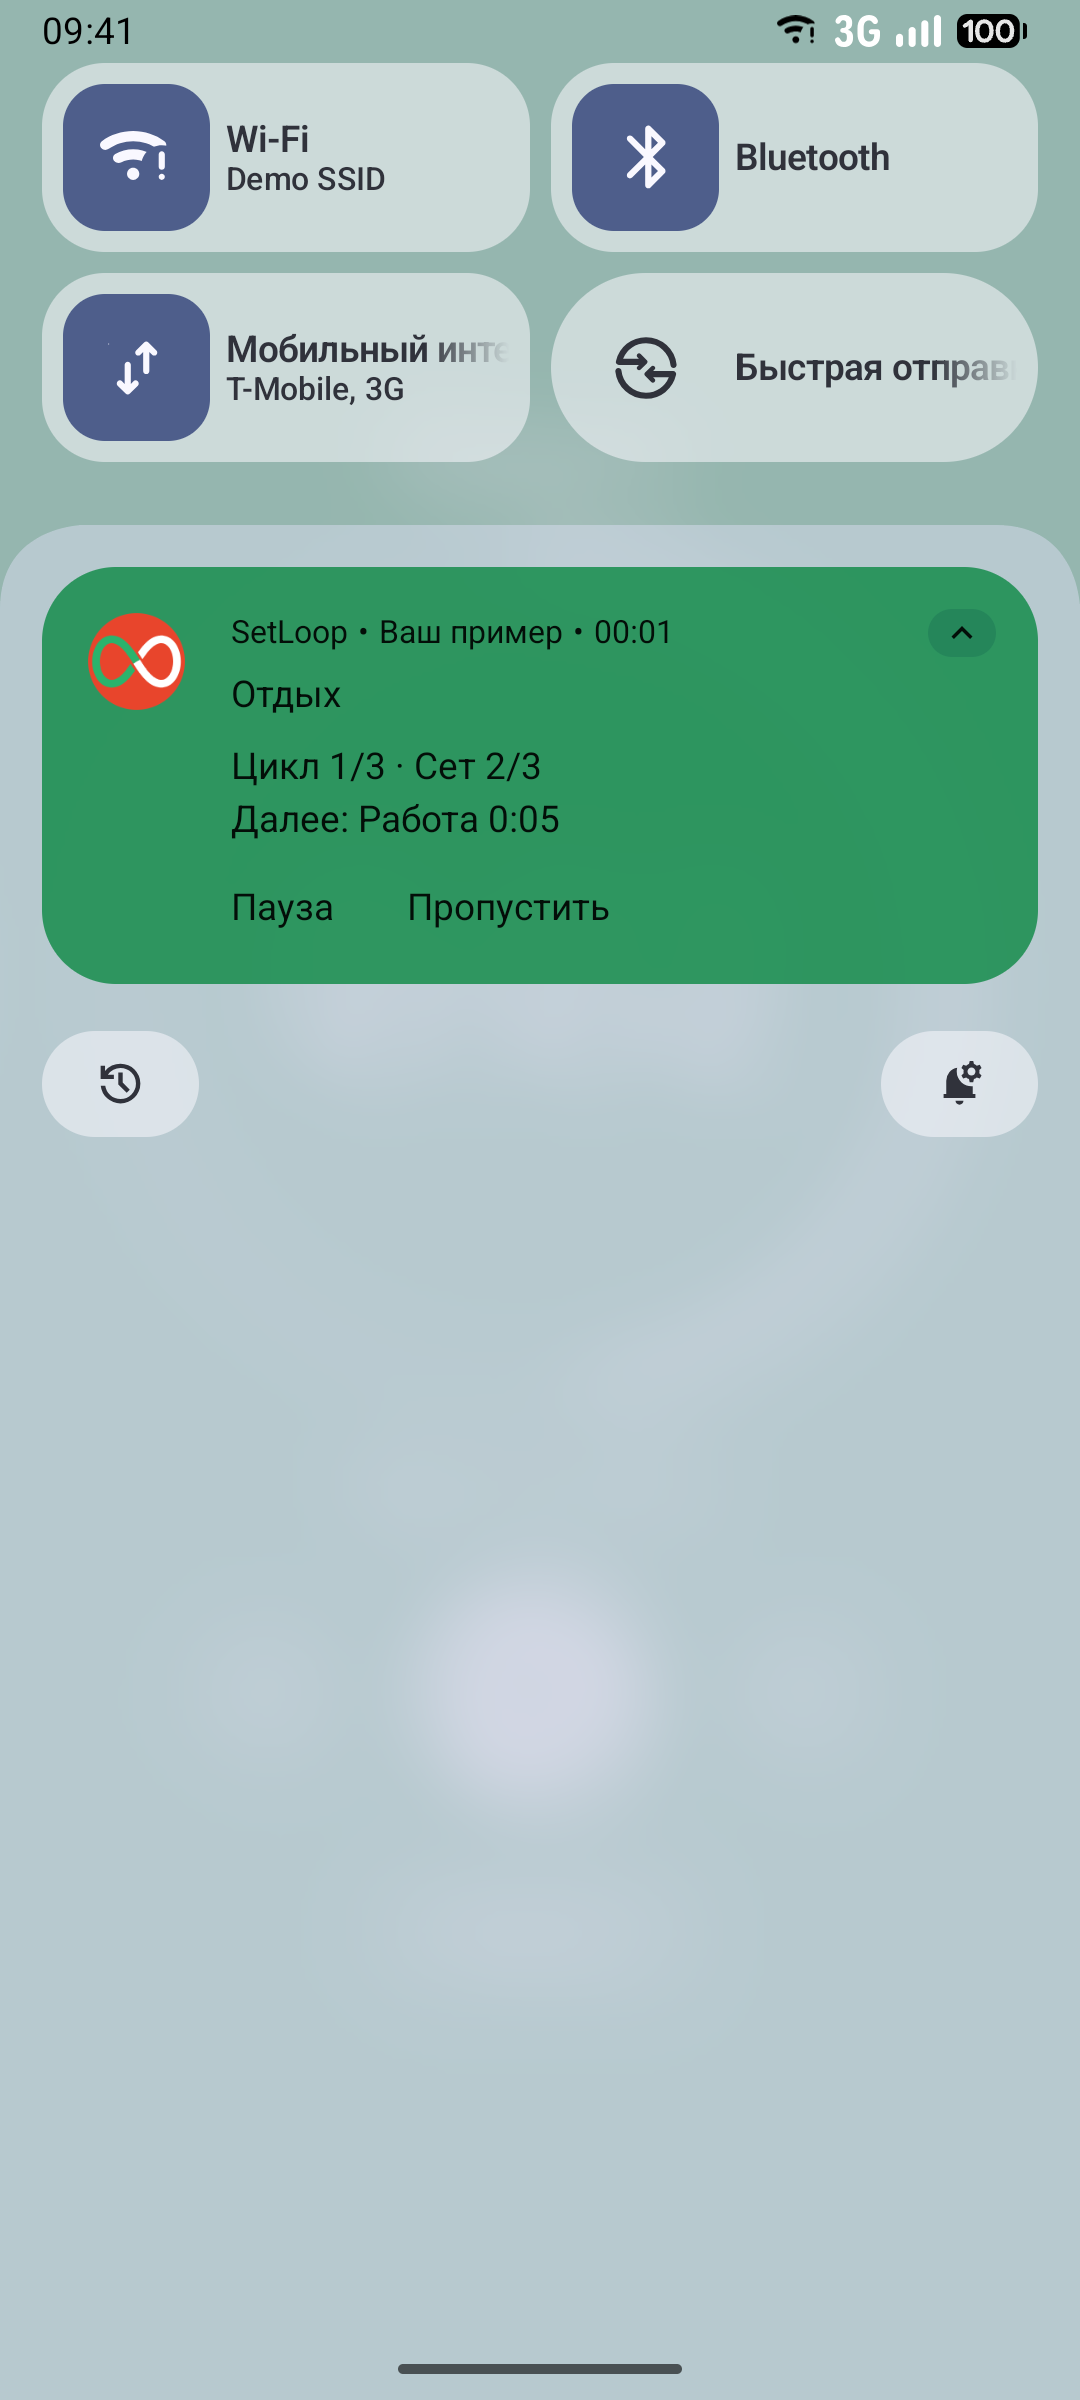 09:41
3G
100
Wi-Fi
Demo SSID
Bluetooth
Мобильный инте
T-Mobile, 3G
Быстрая отправ
SetLoop • Ваш пример • 00:01
Отдых
Цикл 1/3 · Сет 2/3
Далее: Работа 0:05
Пауза
Пропустить